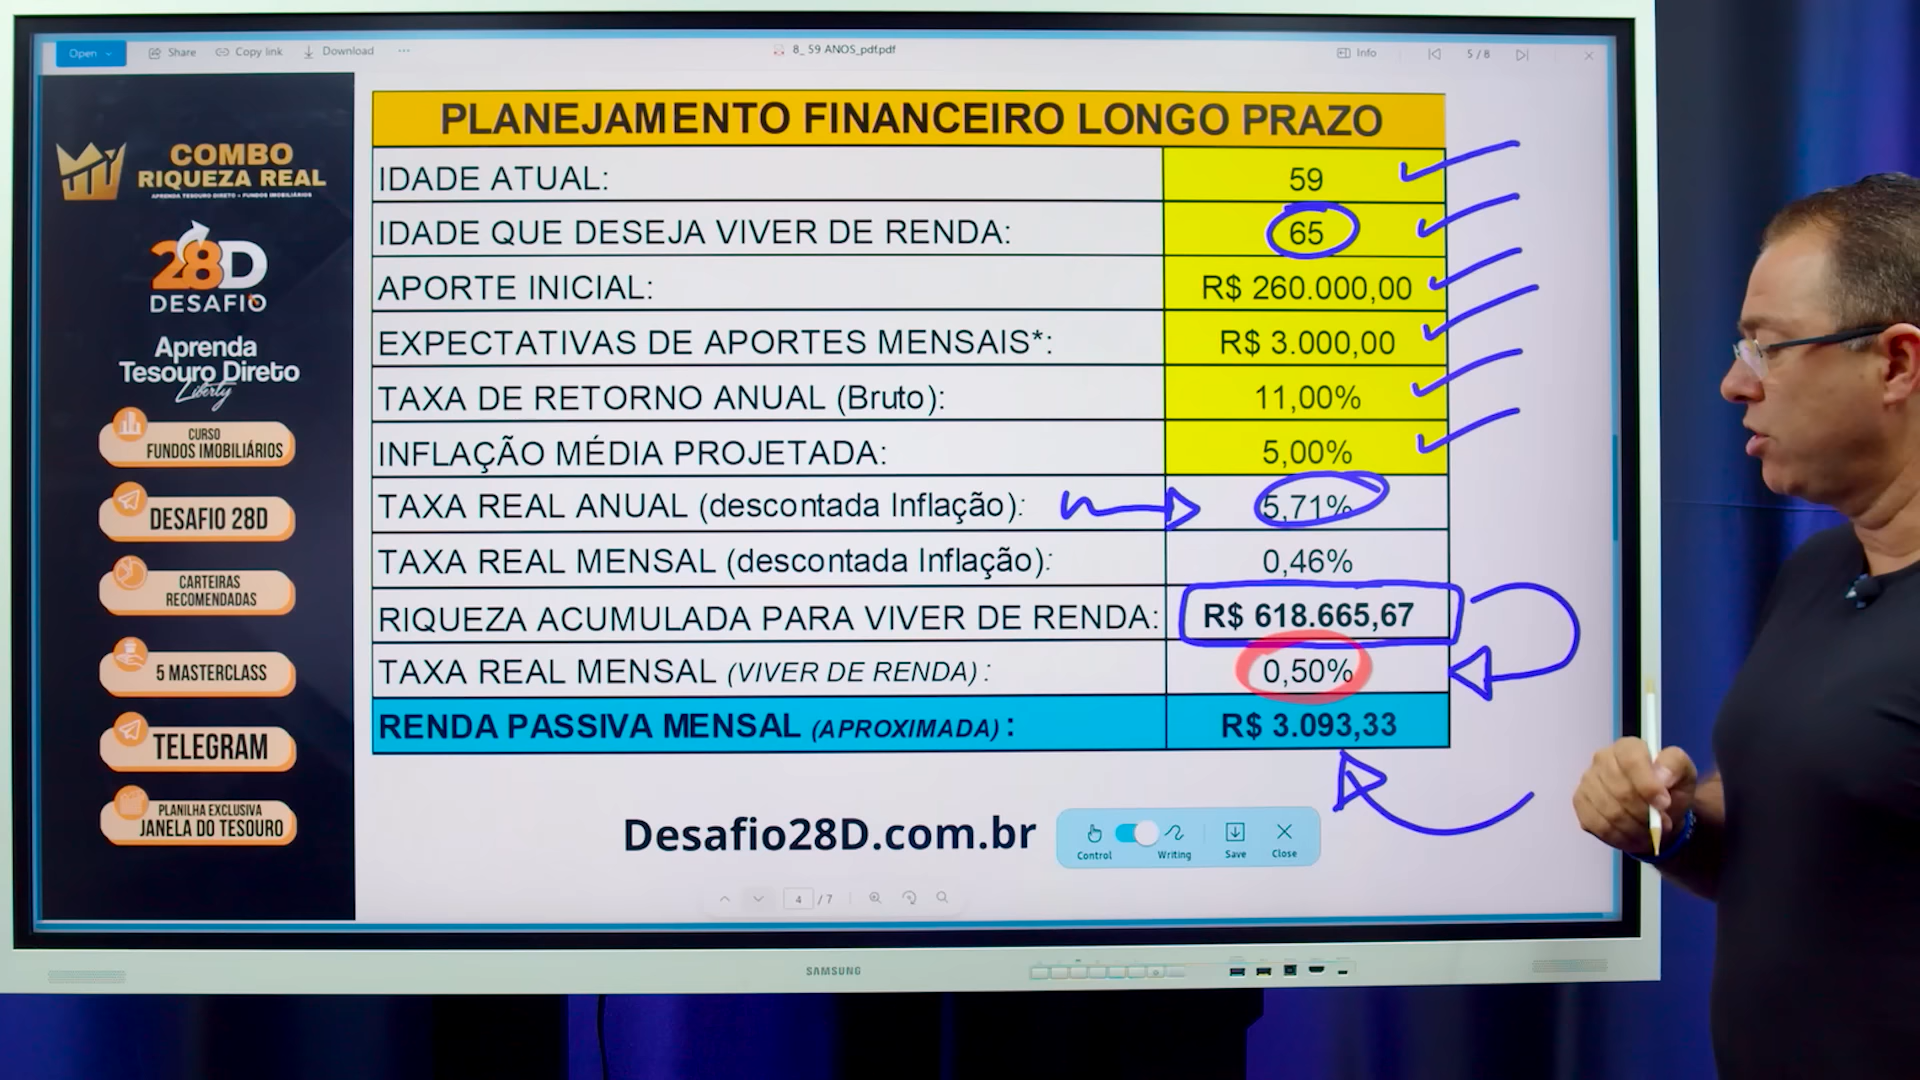 Open
Share
Copy link
Download
...
8_ 59 ANOS_pdf.pdf
Info
5 / 8
COMBO
RIQUEZA REAL
APRENDA TESOURO DIRETO + FUNDOS IMOBILIÁRIOS
28D
DESAFIO
Aprenda
Tesouro Direto
Liberty
CURSO
FUNDOS IMOBILIÁRIOS
DESAFIO 28D
CARTEIRAS
RECOMENDADAS
5 MASTERCLASS
TELEGRAM
PLANILHA EXCLUSIVA
JANELA DO TESOURO
PLANEJAMENTO FINANCEIRO LONGO PRAZO
IDADE ATUAL: 59
IDADE QUE DESEJA VIVER DE RENDA: 65
APORTE INICIAL: R$ 260.000,00
EXPECTATIVAS DE APORTES MENSAIS*: R$ 3.000,00
TAXA DE RETORNO ANUAL (Bruto): 11,00%
INFLAÇÃO MÉDIA PROJETADA: 5,00%
TAXA REAL ANUAL (descontada Inflação): 5,71%
TAXA REAL MENSAL (descontada Inflação): 0,46%
RIQUEZA ACUMULADA PARA VIVER DE RENDA: R$ 618.665,67
TAXA REAL MENSAL (VIVER DE RENDA) : 0,50%
RENDA PASSIVA MENSAL (APROXIMADA) : R$ 3.093,33
Desafio28D.com.br
Control
Writing
Save
Close
4 / 7
SAMSUNG